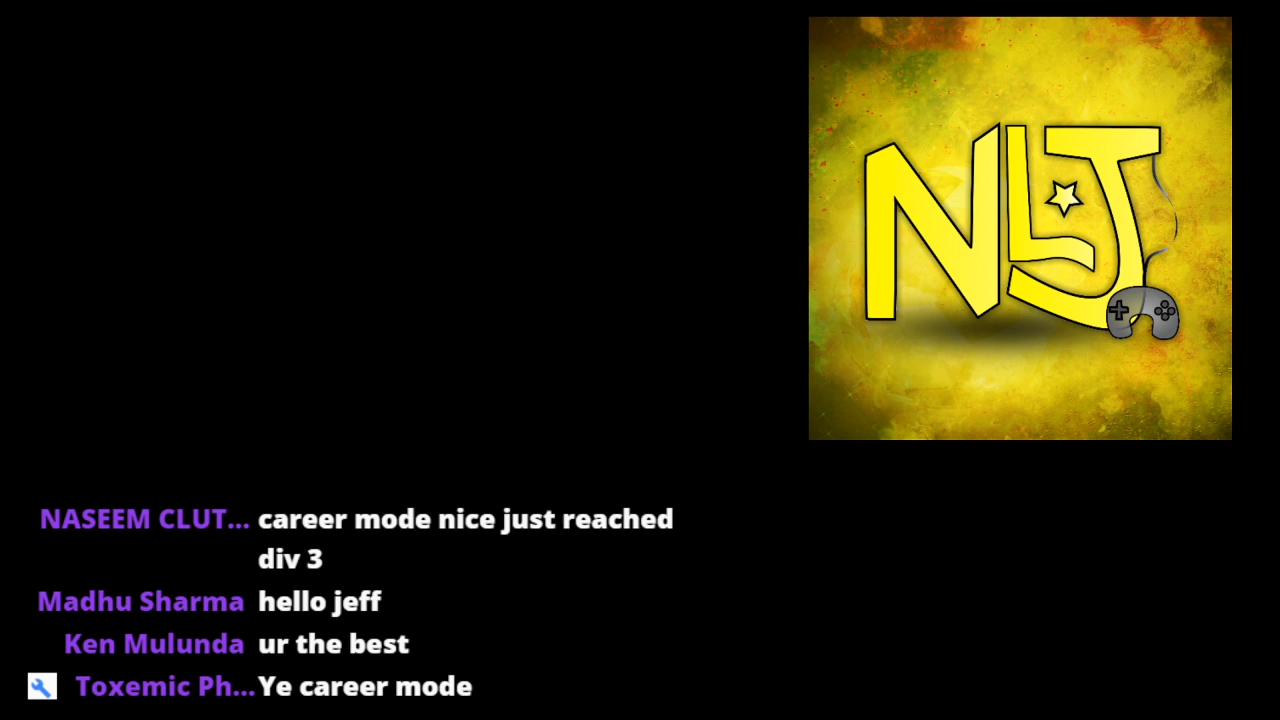 NLJ
NASEEM CLUT... career mode nice just reached
div 3
Madhu Sharma hello jeff
Ken Mulunda ur the best
Toxemic Ph... Ye career mode